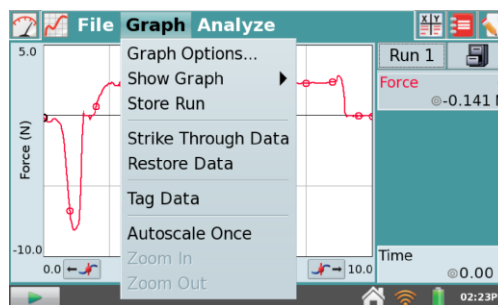 File Graph Analyze
X Y
5.0
Force (N)
-10.0
0.0
10.0
Graph Options...
Show Graph
Store Run
Strike Through Data
Restore Data
Tag Data
Autoscale Once
Zoom In
Zoom Out
Run 1
Force
-0.141
Time
0.00
02:23P